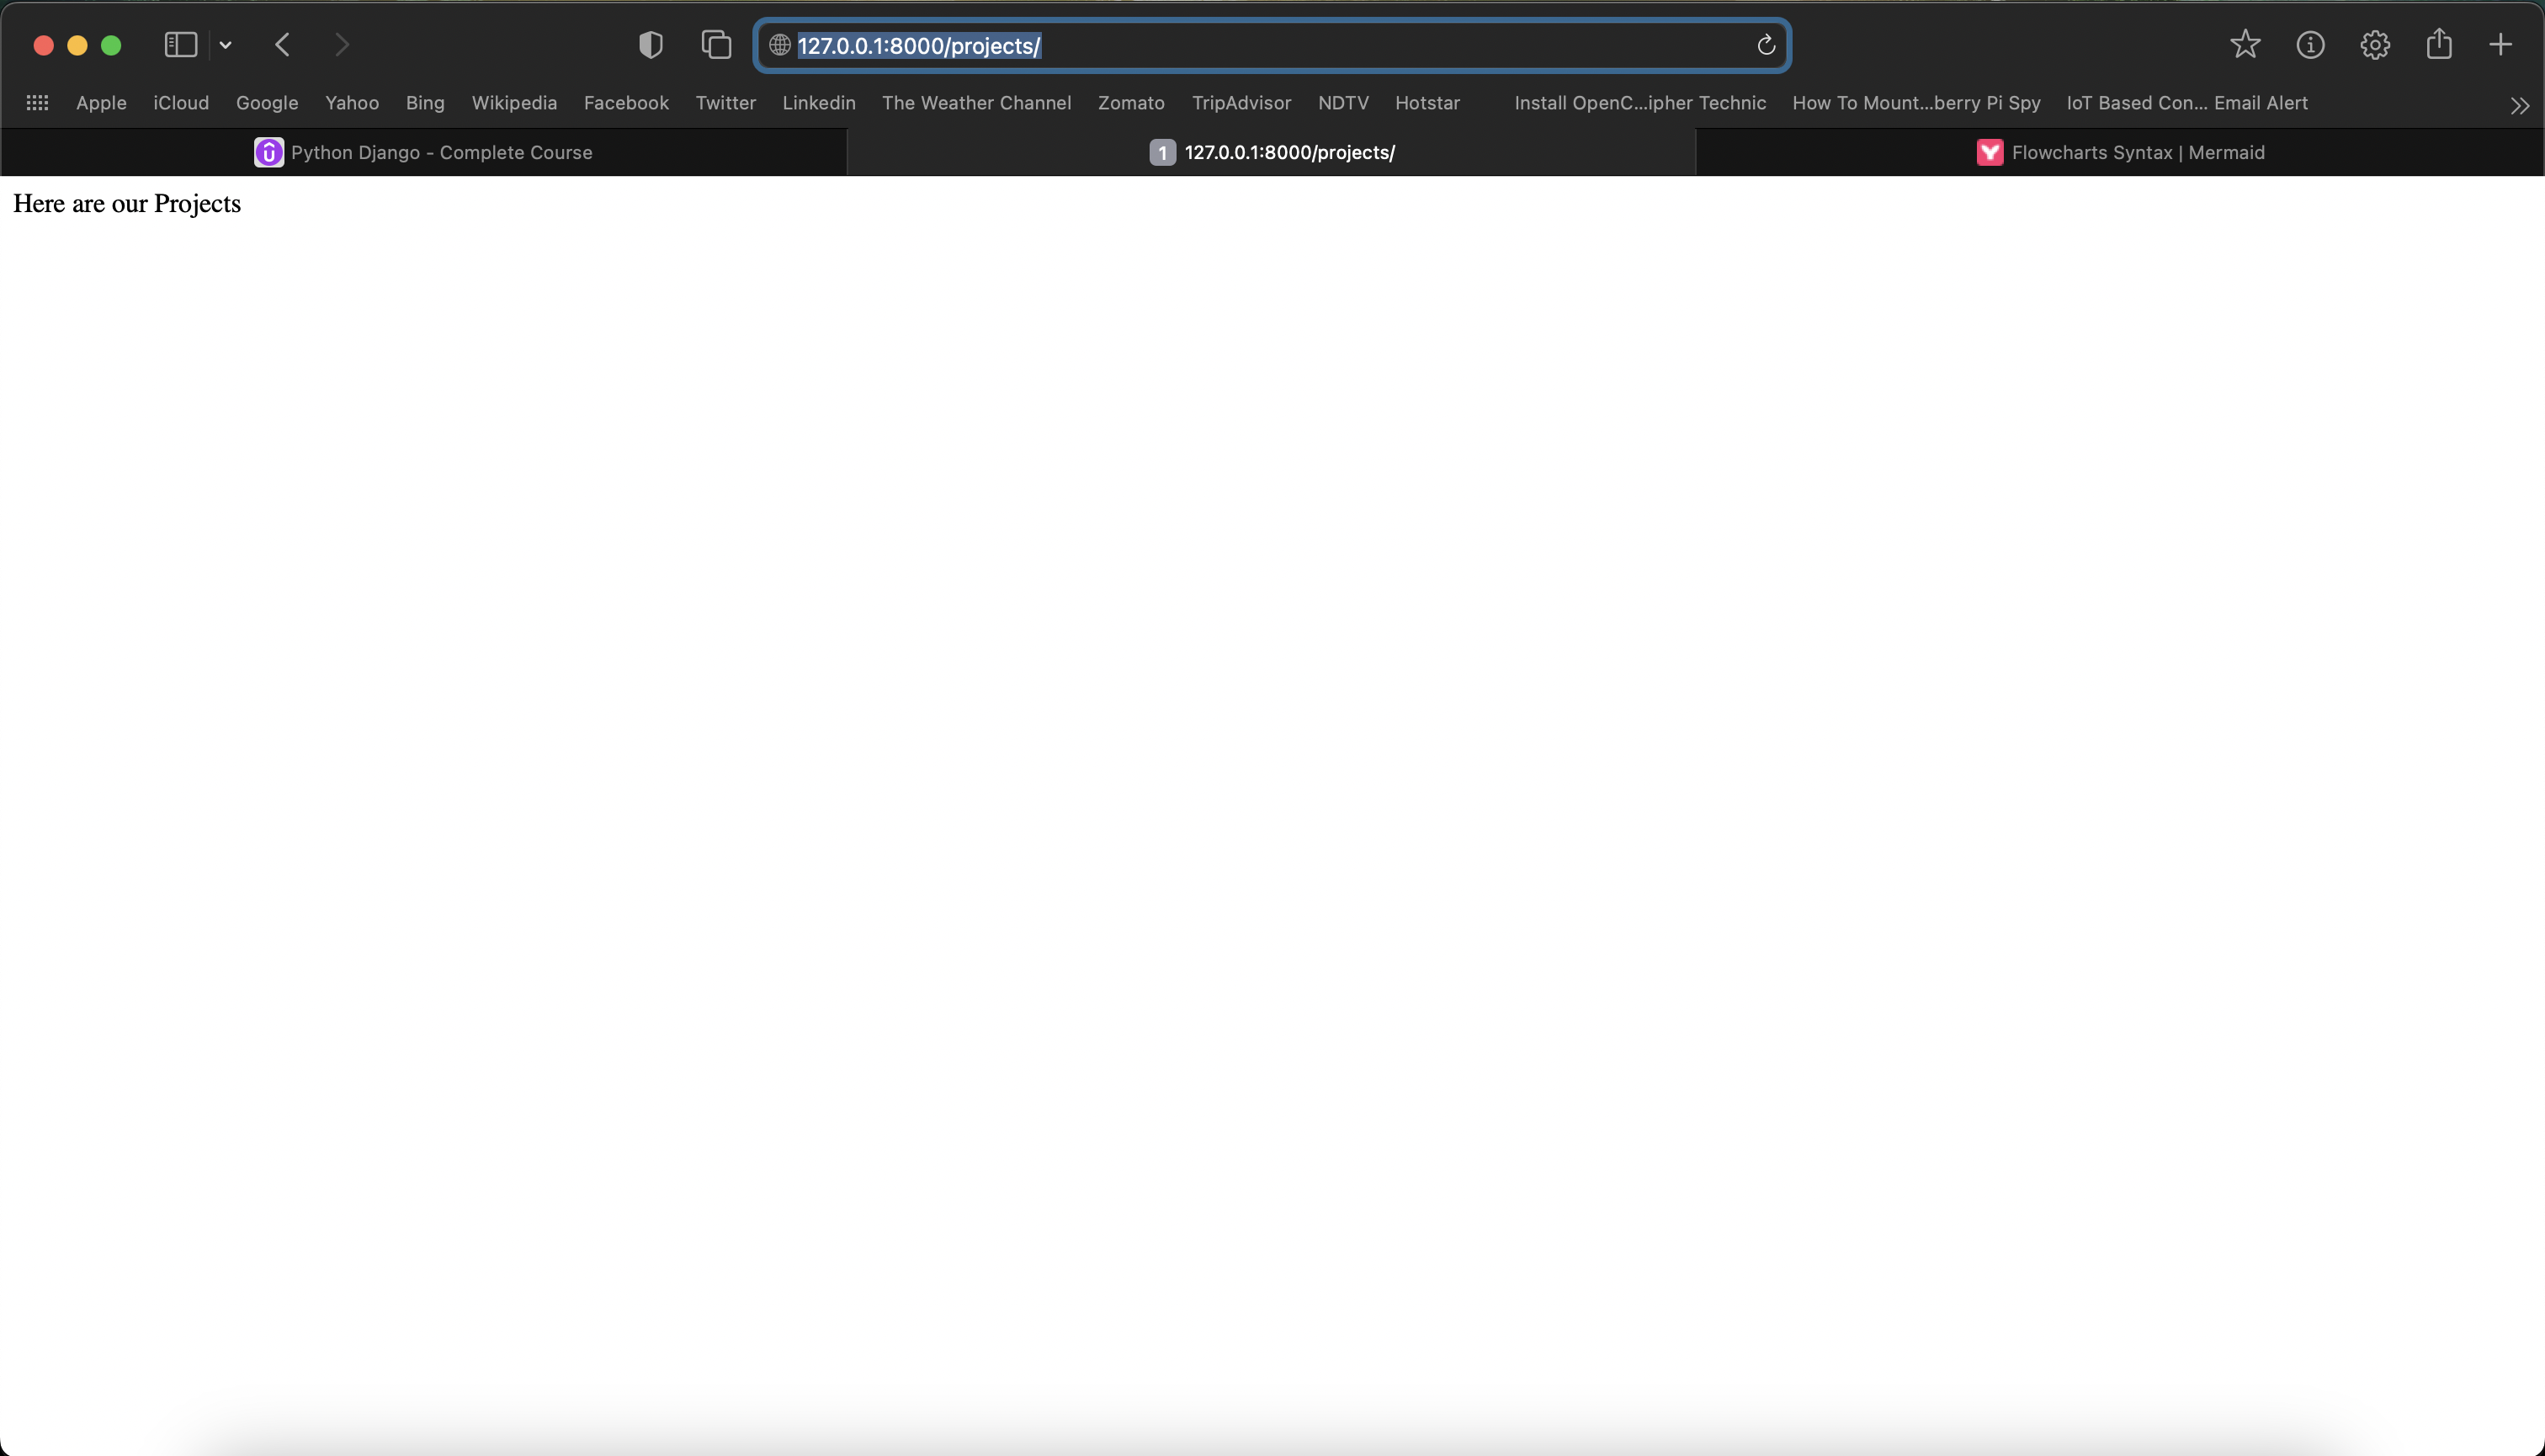 127.0.0.1:8000/projects/
Apple iCloud Google Yahoo Bing Wikipedia Facebook Twitter Linkedin The Weather Channel Zomato TripAdvisor NDTV Hotstar Install OpenC...ipher Technic How To Mount...berry Pi Spy IoT Based Con... Email Alert
Python Django - Complete Course 1 127.0.0.1:8000/projects/ Flowcharts Syntax | Mermaid
Here are our Projects